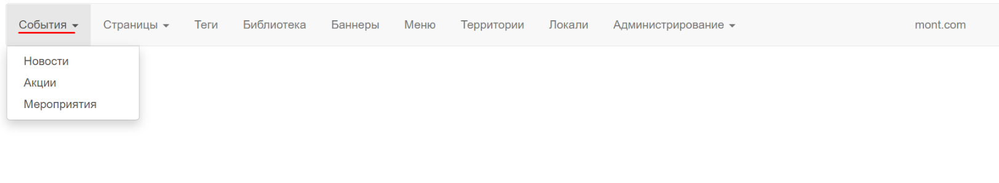 События Страницы Теги Библиотека Баннеры Меню Территории Локали Администрирование mont.com
Новости
Акции
Мероприятия